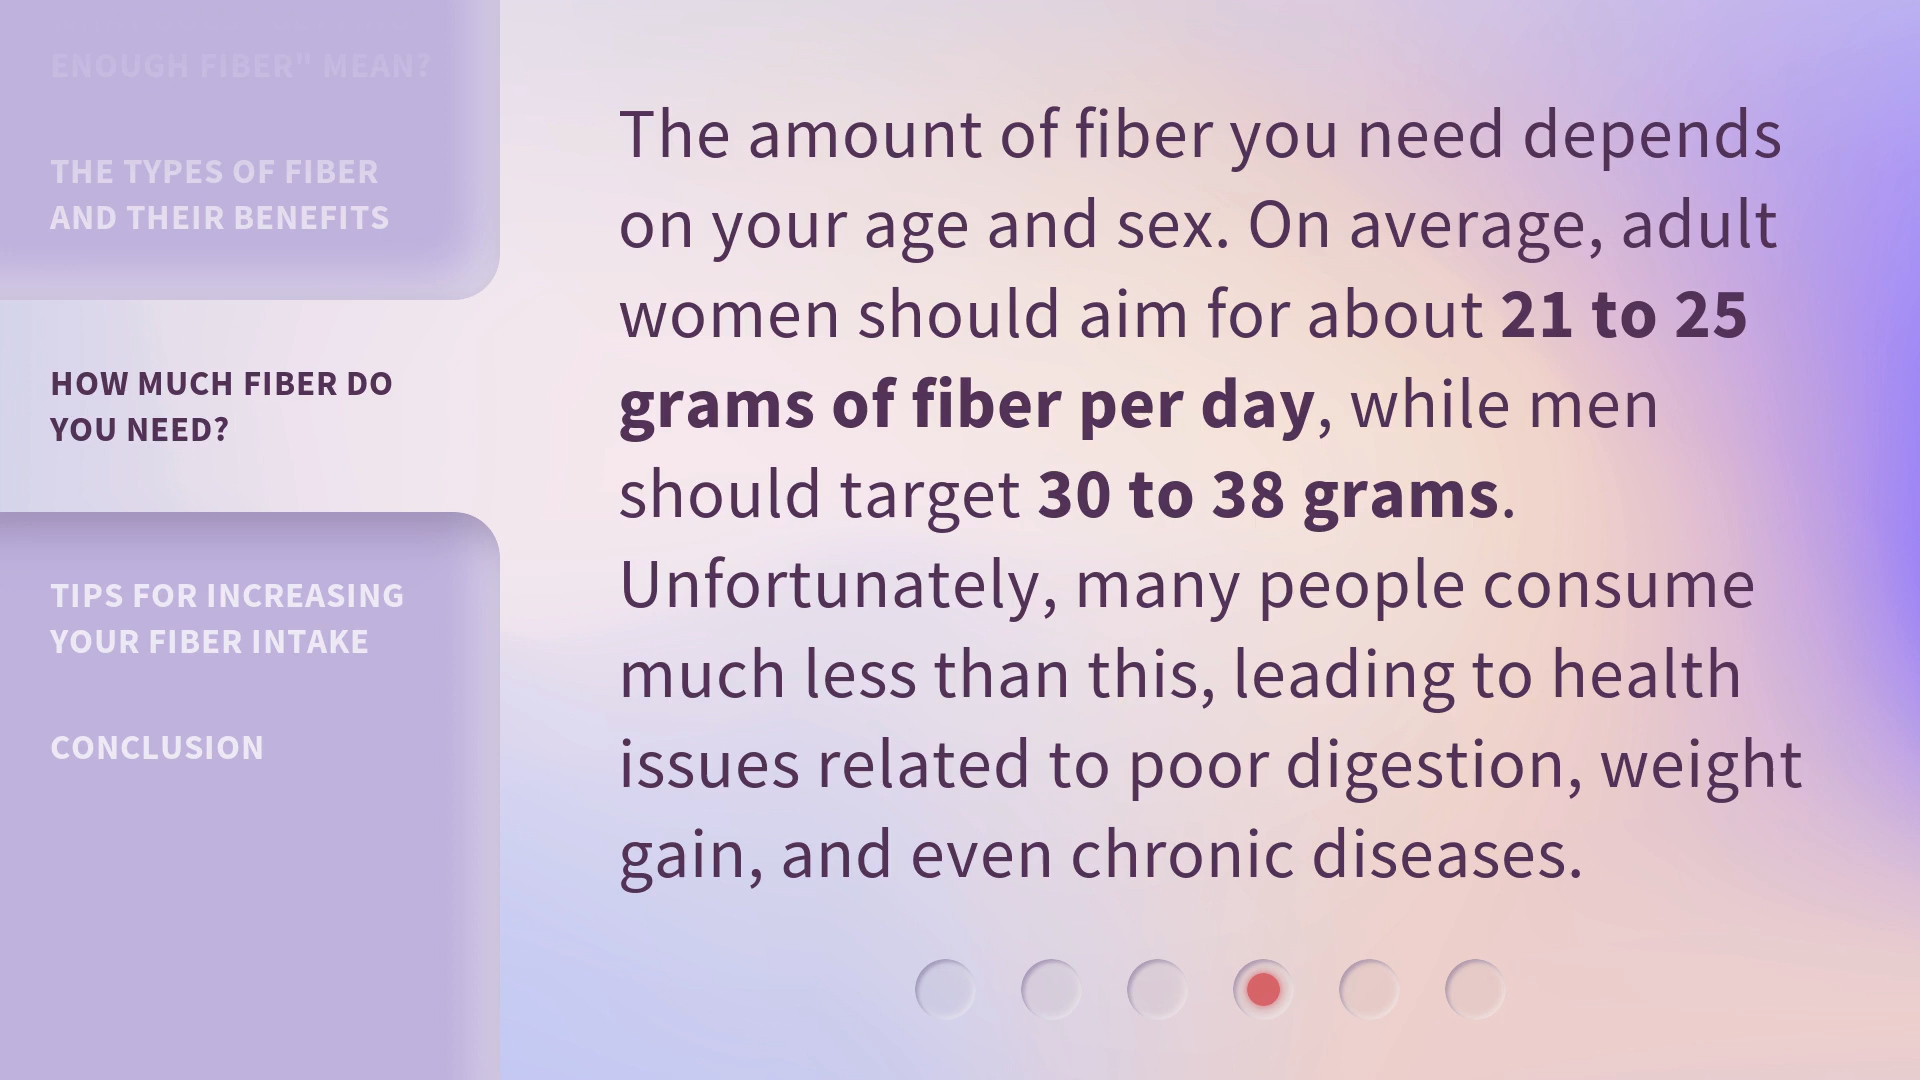 ENOUGH FIBER" MEAN?
THE TYPES OF FIBER
AND THEIR BENEFITS
HOW MUCH FIBER DO
YOU NEED?
TIPS FOR INCREASING
YOUR FIBER INTAKE
CONCLUSION
The amount of fiber you need depends
on your age and sex. On average, adult
women should aim for about 21 to 25
grams of fiber per day, while men
should target 30 to 38 grams.
Unfortunately, many people consume
much less than this, leading to health
issues related to poor digestion, weight
gain, and even chronic diseases.